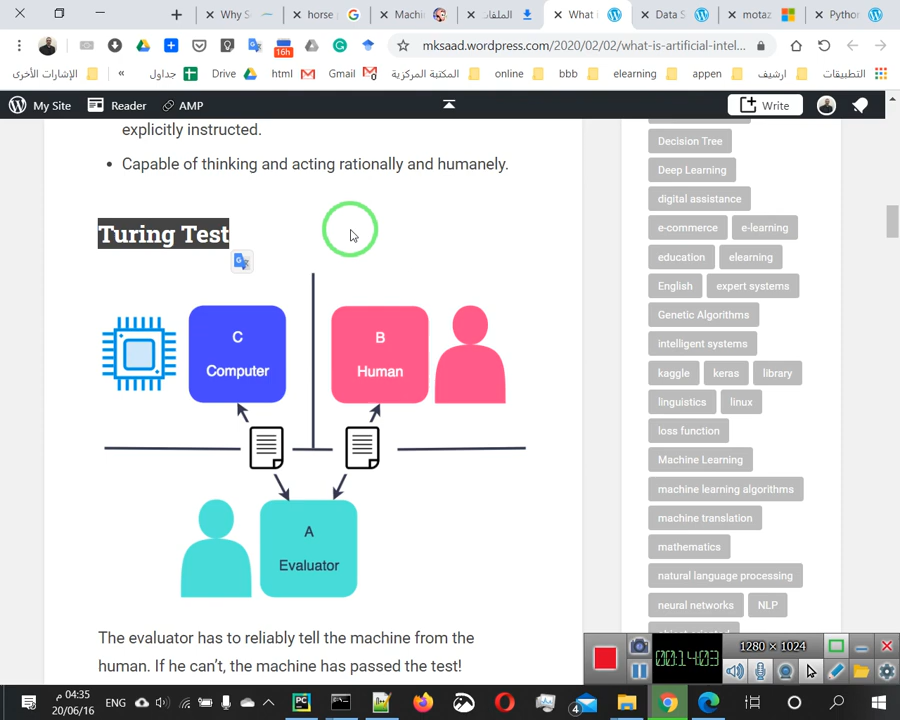 Why S
horse
Machi
الملفات
What i
Data S
motaz
Python
16h
mksaad.wordpress.com/2020/02/02/what-is-artificial-intel...
الإشارات الأخرى
«
جداول
Drive
html
Gmail
المكتبة المركزية
online
bbb
elearning
appen
ارشيف
التطبيقات
My Site
Reader
AMP
Write
explicitly instructed.
• Capable of thinking and acting rationally and humanely.
Turing Test
C
Computer
B
Human
A
Evaluator
The evaluator has to reliably tell the machine from the
human. If he can't, the machine has passed the test!
Decision Tree
Deep Learning
digital assistance
e-commerce
e-learning
education
elearning
English
expert systems
Genetic Algorithms
intelligent systems
kaggle
keras
library
linguistics
linux
loss function
Machine Learning
machine learning algorithms
machine translation
mathematics
natural language processing
neural networks
NLP
00:14:03
1280 × 1024
04:35 م
20/06/16
ENG
PC
4